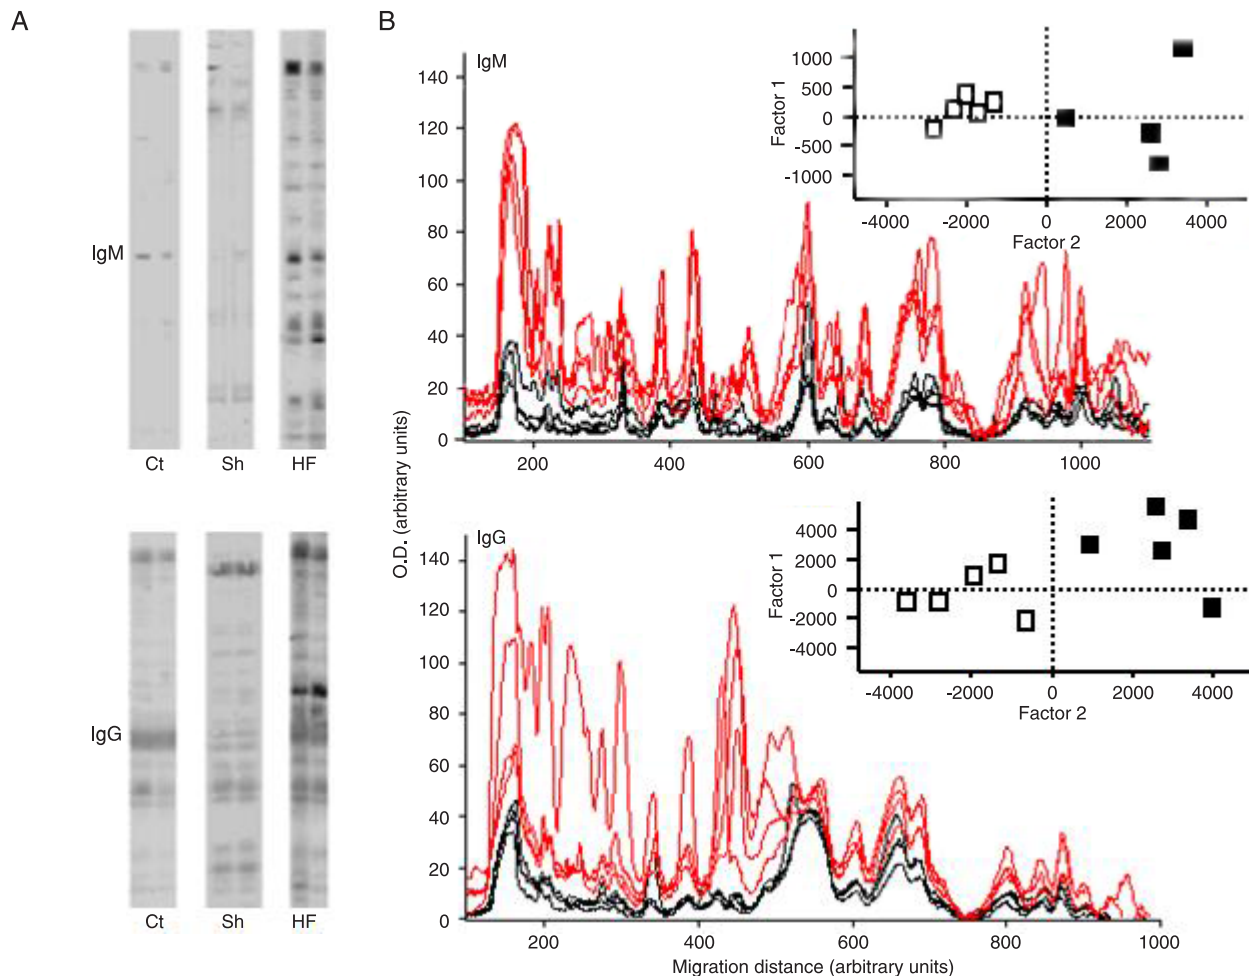 A
IgM
Ct Sh HF
IgG
Ct Sh HF
B
O.D. (arbitrary units)
IgM
140
120
100
80
60
40
20
0
200 400 600 800 1000
Factor 1
1000
500
0
-500
-1000
-4000 -2000 0 2000 4000
Factor 2
IgG
140
120
100
80
60
40
20
0
200 400 600 800 1000
Migration distance (arbitrary units)
Factor 1
4000
2000
0
-2000
-4000
-4000 -2000 0 2000 4000
Factor 2